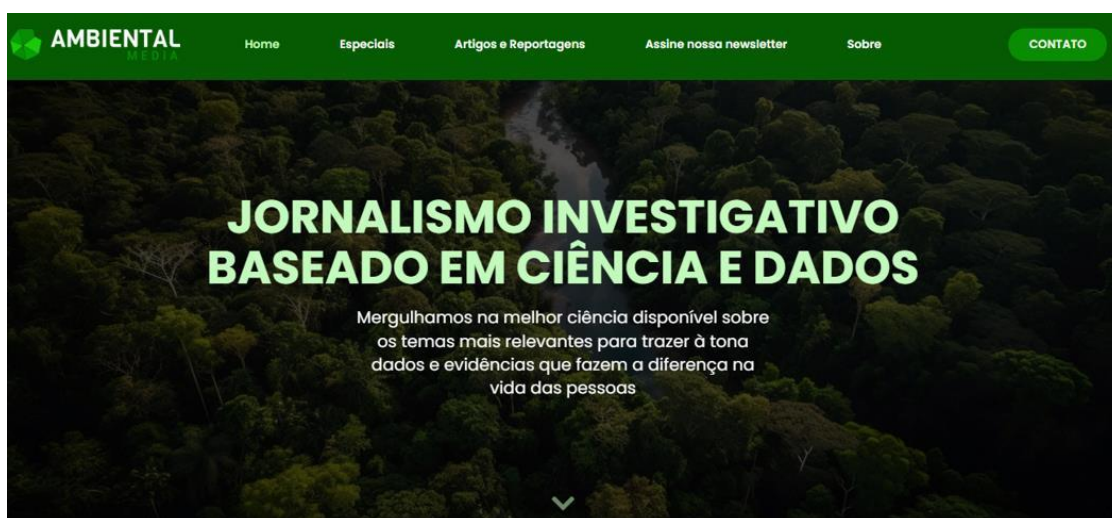 AMBIENTAL
MEDIA
Home
Especiais
Artigos e Reportagens
Assine nossa newsletter
Sobre
CONTATO
JORNALISMO INVESTIGATIVO
BASEADO EM CIÊNCIA E DADOS
Mergulhamos na melhor ciência disponível sobre
os temas mais relevantes para trazer à tona
dados e evidências que fazem a diferença na
vida das pessoas